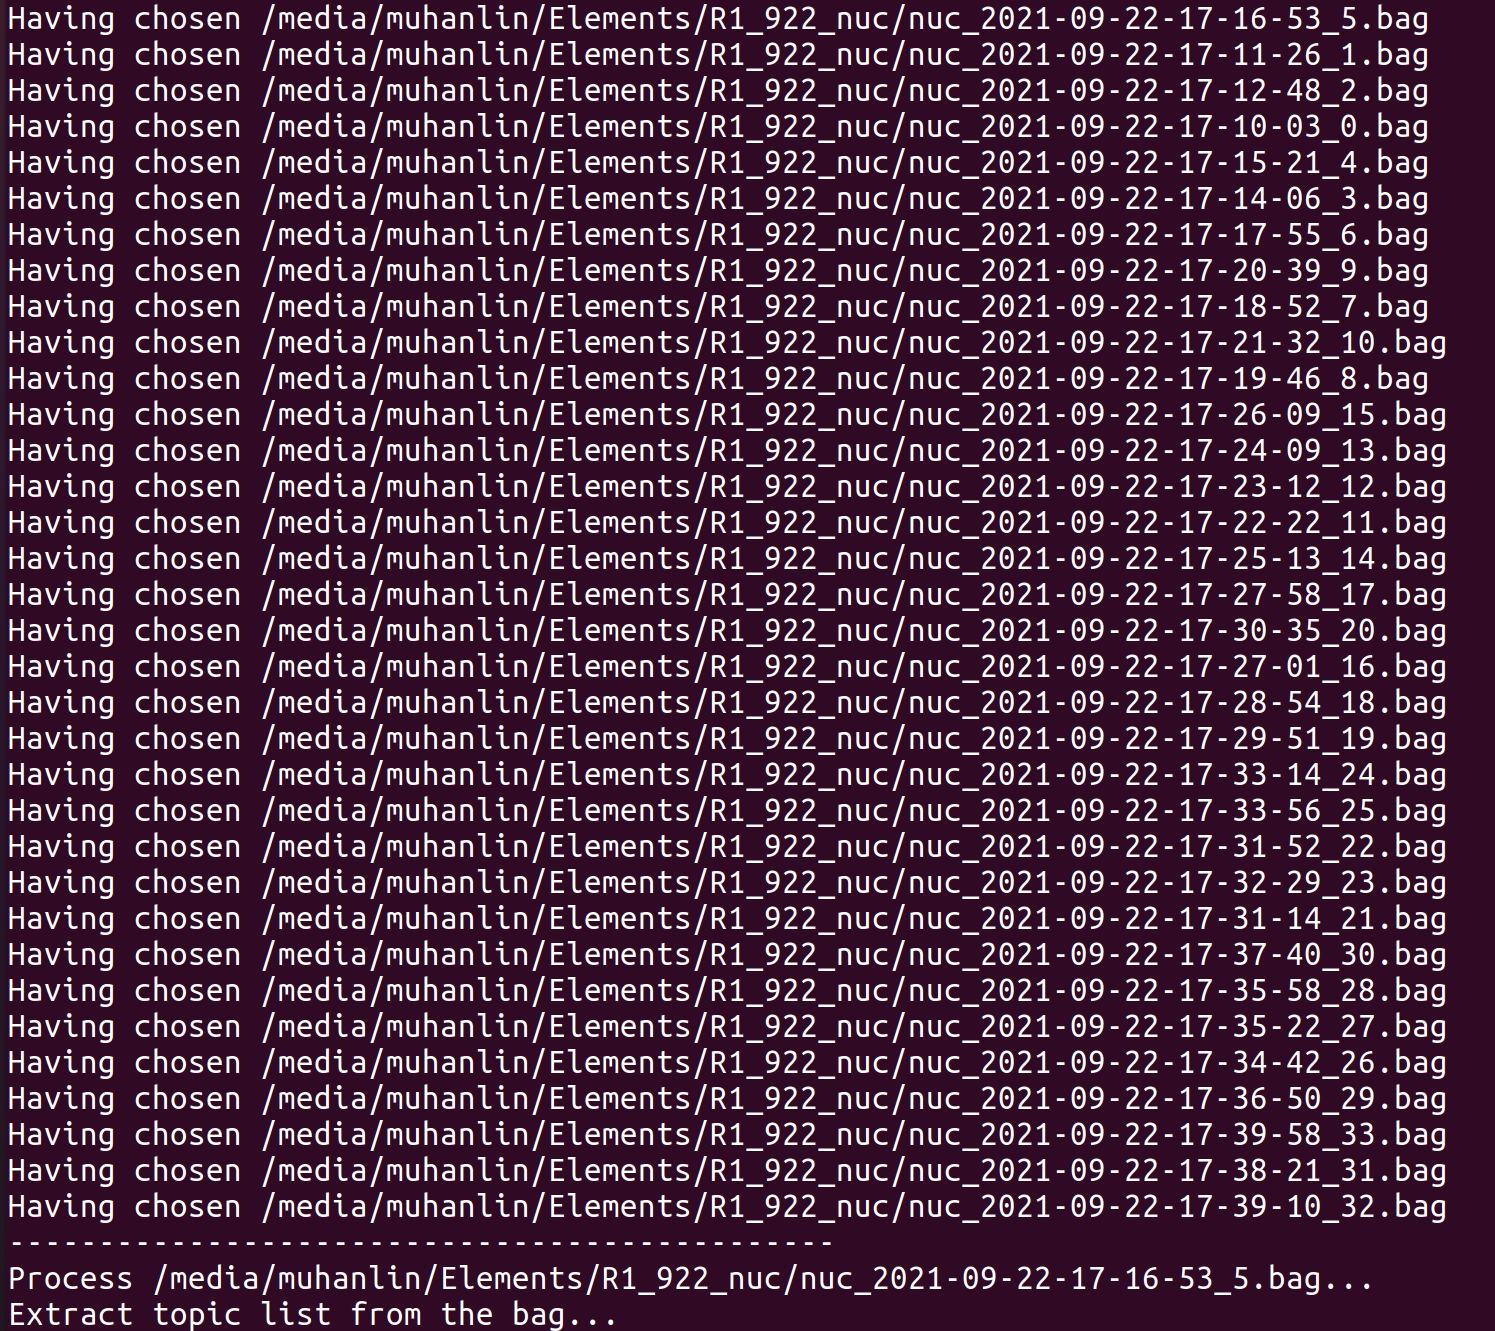 Having chosen /media/muhanlin/Elements/R1_922_nuc/nuc_2021-09-22-17-16-53_5.bag
Having chosen /media/muhanlin/Elements/R1_922_nuc/nuc_2021-09-22-17-11-26_1.bag
Having chosen /media/muhanlin/Elements/R1_922_nuc/nuc_2021-09-22-17-12-48_2.bag
Having chosen /media/muhanlin/Elements/R1_922_nuc/nuc_2021-09-22-17-10-03_0.bag
Having chosen /media/muhanlin/Elements/R1_922_nuc/nuc_2021-09-22-17-15-21_4.bag
Having chosen /media/muhanlin/Elements/R1_922_nuc/nuc_2021-09-22-17-14-06_3.bag
Having chosen /media/muhanlin/Elements/R1_922_nuc/nuc_2021-09-22-17-17-55_6.bag
Having chosen /media/muhanlin/Elements/R1_922_nuc/nuc_2021-09-22-17-20-39_9.bag
Having chosen /media/muhanlin/Elements/R1_922_nuc/nuc_2021-09-22-17-18-52_7.bag
Having chosen /media/muhanlin/Elements/R1_922_nuc/nuc_2021-09-22-17-21-32_10.bag
Having chosen /media/muhanlin/Elements/R1_922_nuc/nuc_2021-09-22-17-19-46_8.bag
Having chosen /media/muhanlin/Elements/R1_922_nuc/nuc_2021-09-22-17-26-09_15.bag
Having chosen /media/muhanlin/Elements/R1_922_nuc/nuc_2021-09-22-17-24-09_13.bag
Having chosen /media/muhanlin/Elements/R1_922_nuc/nuc_2021-09-22-17-23-12_12.bag
Having chosen /media/muhanlin/Elements/R1_922_nuc/nuc_2021-09-22-17-22-22_11.bag
Having chosen /media/muhanlin/Elements/R1_922_nuc/nuc_2021-09-22-17-25-13_14.bag
Having chosen /media/muhanlin/Elements/R1_922_nuc/nuc_2021-09-22-17-27-58_17.bag
Having chosen /media/muhanlin/Elements/R1_922_nuc/nuc_2021-09-22-17-30-35_20.bag
Having chosen /media/muhanlin/Elements/R1_922_nuc/nuc_2021-09-22-17-27-01_16.bag
Having chosen /media/muhanlin/Elements/R1_922_nuc/nuc_2021-09-22-17-28-54_18.bag
Having chosen /media/muhanlin/Elements/R1_922_nuc/nuc_2021-09-22-17-29-51_19.bag
Having chosen /media/muhanlin/Elements/R1_922_nuc/nuc_2021-09-22-17-33-14_24.bag
Having chosen /media/muhanlin/Elements/R1_922_nuc/nuc_2021-09-22-17-33-56_25.bag
Having chosen /media/muhanlin/Elements/R1_922_nuc/nuc_2021-09-22-17-31-52_22.bag
Having chosen /media/muhanlin/Elements/R1_922_nuc/nuc_2021-09-22-17-32-29_23.bag
Having chosen /media/muhanlin/Elements/R1_922_nuc/nuc_2021-09-22-17-31-14_21.bag
Having chosen /media/muhanlin/Elements/R1_922_nuc/nuc_2021-09-22-17-37-40_30.bag
Having chosen /media/muhanlin/Elements/R1_922_nuc/nuc_2021-09-22-17-35-58_28.bag
Having chosen /media/muhanlin/Elements/R1_922_nuc/nuc_2021-09-22-17-35-22_27.bag
Having chosen /media/muhanlin/Elements/R1_922_nuc/nuc_2021-09-22-17-34-42_26.bag
Having chosen /media/muhanlin/Elements/R1_922_nuc/nuc_2021-09-22-17-36-50_29.bag
Having chosen /media/muhanlin/Elements/R1_922_nuc/nuc_2021-09-22-17-39-58_33.bag
Having chosen /media/muhanlin/Elements/R1_922_nuc/nuc_2021-09-22-17-38-21_31.bag
Having chosen /media/muhanlin/Elements/R1_922_nuc/nuc_2021-09-22-17-39-10_32.bag
----------------------------------------------
Process /media/muhanlin/Elements/R1_922_nuc/nuc_2021-09-22-17-16-53_5.bag...
Extract topic list from the bag...